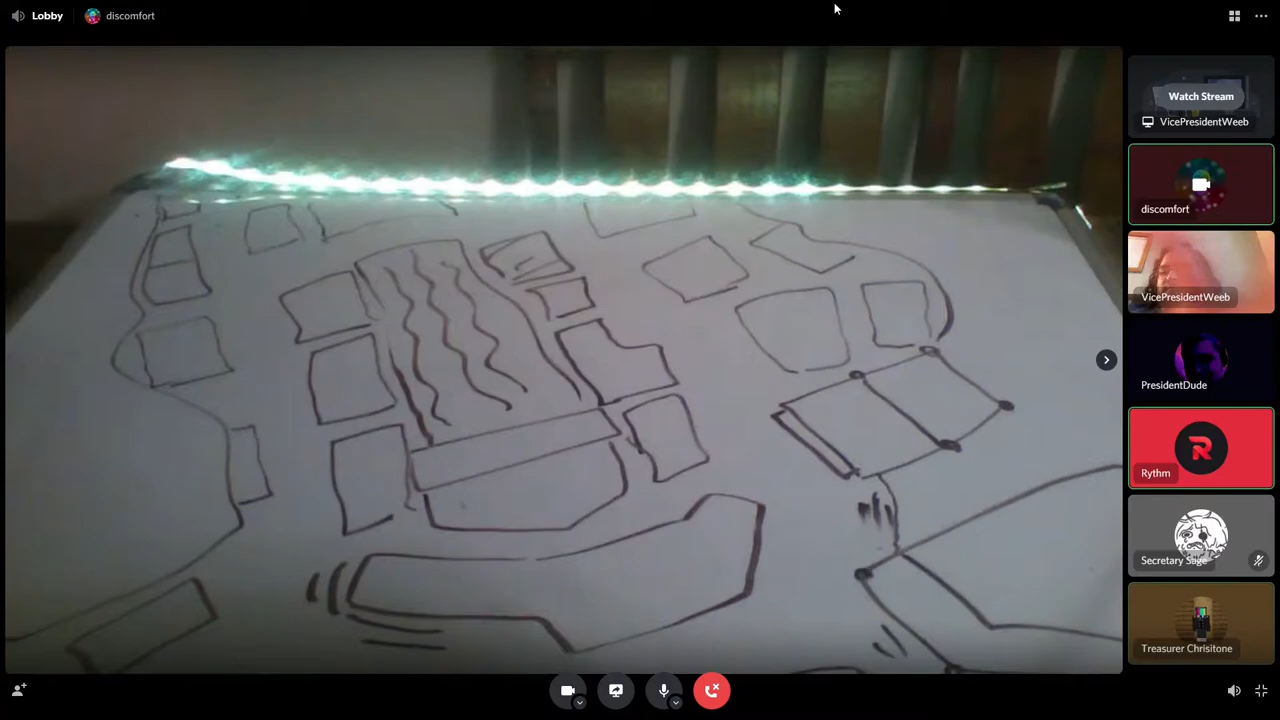 Lobby
discomfort
Watch Stream
VicePresidentWeeb
discomfort
VicePresidentWeeb
PresidentDude
Rythm
Secretary Sage
Treasurer Chrisitone